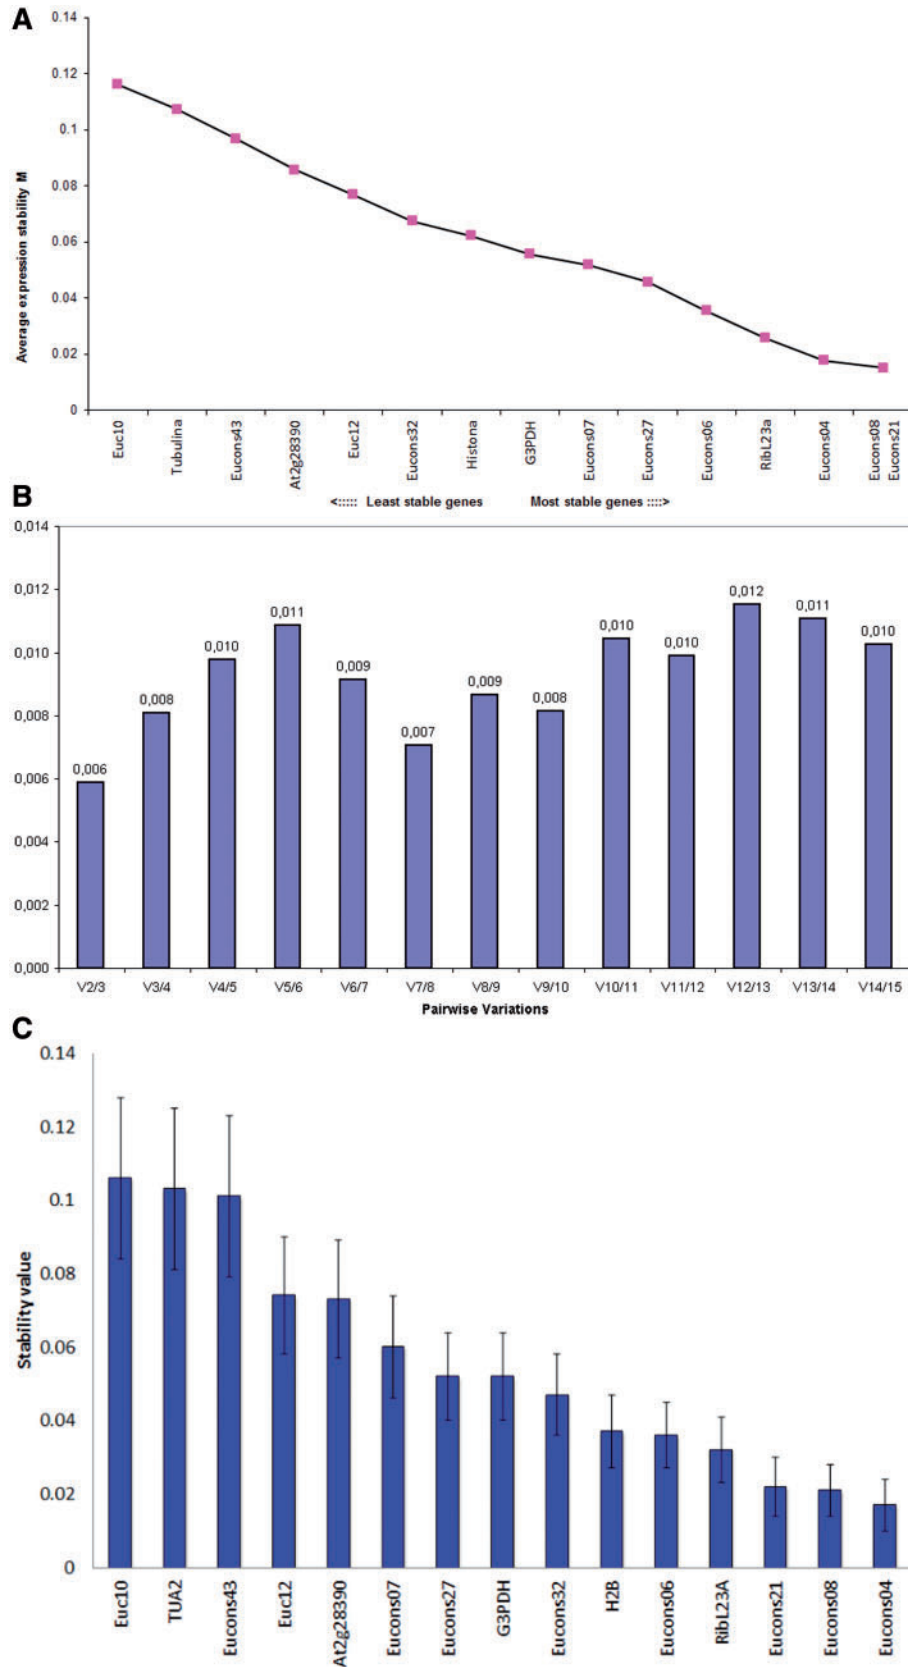 A
0.14
0.12
0.1
0.08
0.06
0.04
0.02
0
Average expression stability M
Euc10
Tubulina
Eucons43
At2g28390
Euc12
Eucons32
Histona
G3PDH
Eucons07
Eucons27
Eucons06
RibL23a
Eucons04
Eucons08
Eucons21
<::::: Least stable genes Most stable genes ::::>
B
0,014
0,012
0,010
0,008
0,006
0,004
0,002
0,000
0,006
0,008
0,010
0,011
0,009
0,007
0,009
0,008
0,010
0,010
0,012
0,011
0,010
V2/3 V3/4 V4/5 V5/6 V6/7 V7/8 V8/9 V9/10 V10/11 V11/12 V12/13 V13/14 V14/15
Pairwise Variations
C
0.14
0.12
0.1
0.08
0.06
0.04
0.02
0
Stability value
Euc10
TUA2
Eucons43
Euc12
At2g28390
Eucons07
Eucons27
G3PDH
Eucons32
H2B
Eucons06
RibL23A
Eucons21
Eucons08
Eucons04